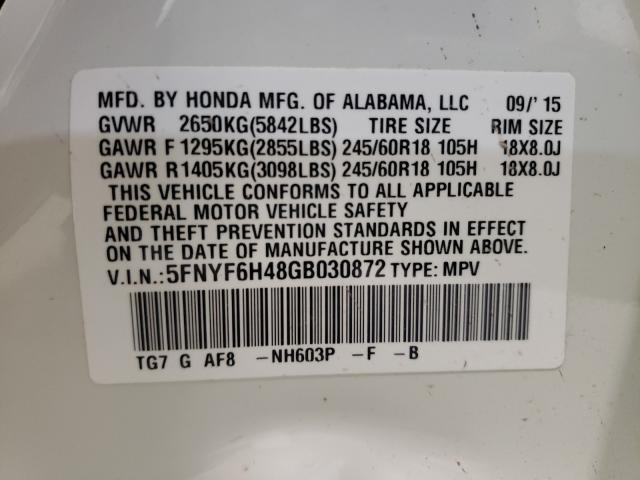 MFD. BY HONDA MFG. OF ALABAMA, LLC 09/'15
GVWR 2650KG(5842LBS) TIRE SIZE RIM SIZE
GAWR F 1295KG(2855LBS) 245/60R18 105H 18X8.0J
GAWR R 1405KG(3098LBS) 245/60R18 105H 18X8.0J
THIS VEHICLE CONFORMS TO ALL APPLICABLE
FEDERAL MOTOR VEHICLE SAFETY
AND THEFT PREVENTION STANDARDS IN EFFECT
ON THE DATE OF MANUFACTURE SHOWN ABOVE.
V.I.N.:5FNYF6H48GB030872 TYPE: MPV
TG7 G AF8 -NH603P -F -B